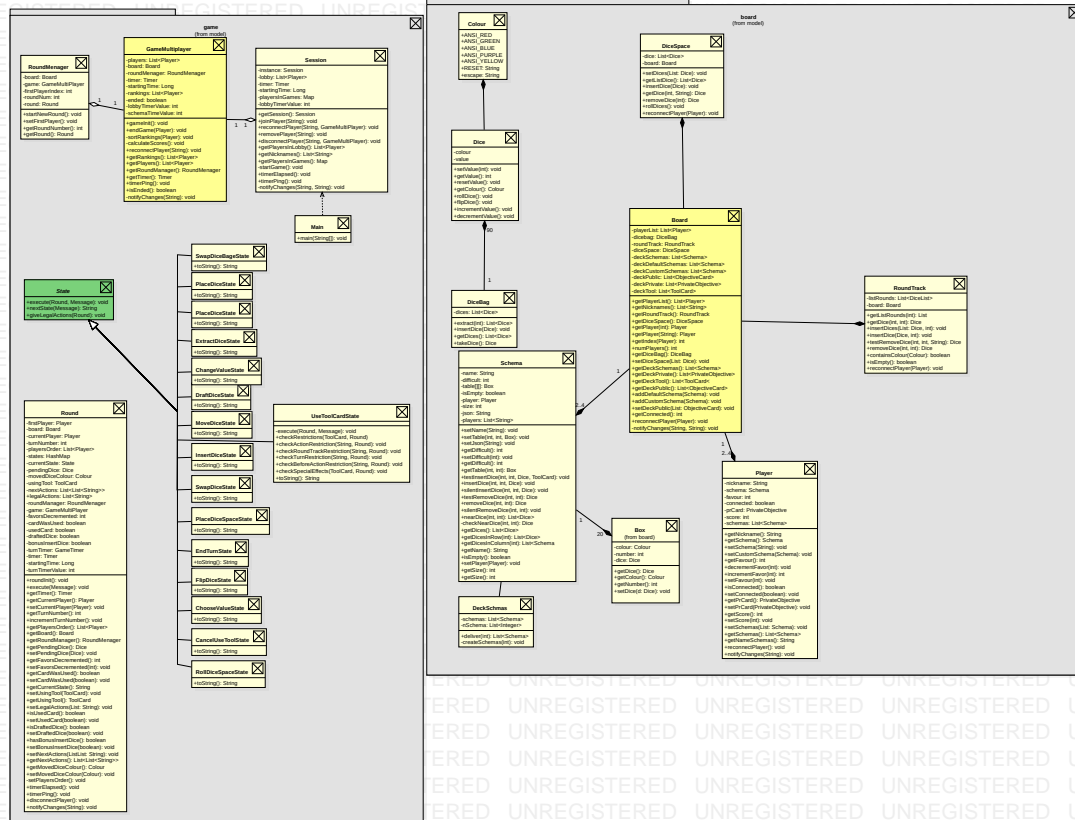 game
(from model)
RoundMenager
-board: Board
-game: GameMultiPlayer
-firstPlayerIndex: int
-roundNum: int
-round: Round
+startNewRound(): void
+setFirstPlayer(): void
+getRoundNumber(): int
+getRound(): Round
GameMultiplayer
-players: List<Player>
-board: Board
-roundMenager: RoundMenager
-timer: Timer
-startingTime: Long
-rankings: List<Player>
-ended: boolean
-lobbyTimerValue: int
-schemaTimeValue: int
+gameInit(): void
+endGame(Player): void
-sortRankings(Player): void
-calculateScores(): void
+reconnectPlayer(String): void
+getRankings(): List<Player>
+getPlayers(): List<Player>
+getRoundManager(): RoundMenager
+getTimer(): Timer
+timerPing(): void
+isEnded(): boolean
-notifyChanges(String): void
Session
-instance: Session
-lobby: List<Player>
-timer: Timer
-startingTime: Long
-playersInGames: Map
-lobbyTimerValue: int
+getSession(): Session
+joinPlayer(String): void
+reconnectPlayer(String, GameMultiPlayer): void
+removePlayer(String): void
+disconnectPlayer(String, GameMultiPlayer): void
+getPlayersInLobby(): List<Player>
+getNicknames(): List<String>
+getPlayersInGames(): Map
-startGame(): void
+timerElapsed(): void
+timerPing(): void
-notifyChanges(String, String): void
1
1
1 1
Main
+main(String[]): void
State
+execute(Round, Message): void
+nextState(Message): String
+giveLegalActions(Round): void
SwapDiceBageState
+toString(): String
PlaceDiceState
+toString(): String
PlaceDiceState
+toString(): String
ExtractDiceState
+toString(): String
ChangeValueState
+toString(): String
DraftDiceState
+toString(): String
MoveDiceState
+toString(): String
InsertDiceState
+toString(): String
SwapDiceState
+toString(): String
PlaceDiceSpaceState
+toString(): String
EndTurnState
+toString(): String
FlipDiceState
+toString(): String
ChooseValueState
+toString(): String
CancelUseToolState
+toString(): String
RollDiceSpaceState
+toString(): String
UseToolCardState
-execute(Round, Message): void
+checkRestrictions(ToolCard, Round)
+checkActionRestriction(String, Round): void
+checkRoundTrackRestriction(String, Round): void
+checkTurnRestriction(String, Round): void
+checkBeforeActionRestriction(String, Round): void
+checkSpecialEffects(ToolCard, Round): void
+toString(): String
Round
-firstPlayer: Player
-board: Board
-currentPlayer: Player
-turnNumber: int
-playersOrder: List<Player>
-states: HashMap
-currentState: State
-pendingDice: Dice
-movedDiceColour: Colour
-usingTool: ToolCard
-nextActions: List<List<String>>
+legalActions: List<String>
-roundManager: RoundMenager
-game: GameMultiPlayer
-favorsDecremented: int
-cardWasUsed: boolean
-usedCard: boolean
-draftedDice: boolean
-bonusInsertDice: boolean
-turnTimer: GameTimer
-timer: Timer
-startingTime: Long
-turnTimerValue: int
+roundInit(): void
+execute(Message): void
+getTimer(): Timer
+getCurrentPlayer(): Player
+setCurrentPlayer(Player): void
+getTurnNumber(): int
+incrementTurnNumber(): void
+getPlayersOrder(): List<Player>
+getBoard(): Board
+getRoundManager(): RoundMenager
+getPendingDice(): Dice
+setPendingDice(Dice): void
+getFavorsDecremented(): int
+setFavorsDecremented(int): void
+getCardWasUsed(): boolean
+setCardWasUsed(boolean): void
+getCurrentState(): String
+setUsingTool(ToolCard): void
+getUsingTool(): ToolCard
+setLegalActions(List: String): void
+isUsedCard(): boolean
+setUsedCard(boolean): void
+isDraftedDice(): boolean
+setDraftedDice(boolean): void
+hasBonusInsertDice(): boolean
+setBonusInsertDice(boolean): void
+setNextActions(ListList: String): void
+getNextActions(): List<List<String>>
+getMovedDiceColour(): Colour
+setMovedDiceColour(Colour): void
-setPlayersOrder(): void
+timerElapsed(): void
+timerPing(): void
+disconnectPlayer(): void
+notifyChanges(String): void
board
(from model)
Colour
+ANSI_RED
+ANSI_GREEN
+ANSI_BLUE
+ANSI_PURPLE
+ANSI_YELLOW
+RESET: String
+escape: String
DiceSpace
-dice: List<Dice>
-board: Board
+setDices(List: Dice): void
+getListDice(): List<Dice>
+insertDice(Dice): void
+getDice(int, String): Dice
+removeDice(int): Dice
+rollDices(): void
+reconnectPlayer(Player): void
Dice
-colour
-value
+setValue(int): void
+getValue(): int
+resetValue(): void
+getColour(): Colour
+rollDice(): void
+flipDice(): void
+incrementValue(): void
+decrementValue(): void
90
1
DiceBag
-dices: List<Dice>
+extract(int): List<Dice>
+insertDice(Dice): void
+getDices(): List<Dice>
+takeDice(): Dice
Board
-playerList: List<Player>
-dicebag: DiceBag
-roundTrack: RoundTrack
-diceSpace: DiceSpace
-deckSchemas: List<Schema>
-deckDefaultSchemas: List<Schema>
-deckCustomSchemas: List<Schema>
-deckPublic: List<ObjectiveCard>
-deckPrivate: List<PrivateObjective>
-deckTool: List<ToolCard>
+getPlayerList(): List<Player>
+getNicknames(): List<String>
+getRoundTrack(): RoundTrack
+getDiceSpace(): DiceSpace
+getPlayer(int): Player
+getPlayer(String): Player
+getIndex(Player): int
+numPlayers(): int
+getDiceBag(): DiceBag
+setDiceSpace(List: Dice): void
+getDeckSchemas(): List<Schema>
+getDeckPrivate(): List<PrivateObjective>
+getDeckTool(): List<ToolCard<
+getDeckPublic(): List<ObjectiveCard>
+addDefaultSchema(Schema): void
+addCustomSchema(Schema): void
+setDeckPublic(List: ObjectiveCard): void
+getConnected(): int
+reconnectPlayer(Player): void
-notifyChanges(String, String): void
RoundTrack
-listRounds: List<DiceList>
-board: Board
+getListRounds(int): List
+getDice(int, int): Dice
+insertDices(List: Dice, int): void
+insertDice(Dice, int): void
+testRemoveDice(int, int, String): Dice
+removeDice(int, int): Dice
+containsColour(Colour): boolean
+isEmpty(): boolean
+reconnectPlayer(Player): void
Schema
-name: String
-difficult: int
-table[][]: Box
-isEmpty: boolean
-player: Player
-size: int
-json: String
-players: List<String>
+setName(String): void
+setTable(int, int, Box): void
+setJson(String): void
+getDifficult(): int
+setDifficult(int): void
+getDifficult(): int
+getTable(int, int): Box
+testInsertDice(int, int, Dice, ToolCard): void
+insertDice(int, int, Dice): void
+silentInsertDice(int, int, Dice): void
+testRemoveDice(int, int): Dice
+removeDice(int, int): Dice
+silentRemoveDice(int, int): void
+nearDice(int, int): List<Dice>
-checkNearDice(int, int): Dice
+getDices(): List<Dice>
+getDicesInRow(int): List<Dice>
+getDicesInColumn(int): List<Schema
+getName(): String
+isEmpty(): boolean
+setPlayer(Player): void
+getSize(): int
+getSize(): int
1
2..4
1
20
1
Box
(from board)
-colour: Colour
-number: int
-dice: Dice
+getDice(): Dice
+getColour(): Colour
+getNumber(): int
+setDice(d: Dice): void
DeckSchmas
-schemas: List<Schema>
-nSchema: List<Integer>
+deliver(int): List<Schema>
-createSchemas(int): void
Player
-nickname: String
-schema: Schema
-favour: int
-connected: boolean
-prCard: PrivateObjective
-score: int
-schemas: List<Schema>
+getNickname(): String
+getSchema(): Schema
+setSchema(String): void
+setCustomSchema(Schema): void
+getFavour(): int
+decrementFavor(int): void
+incrementFavor(int): void
+setFavour(int): void
+isConnected(): boolean
+setConnected(boolean): void
+getPrCard(): PrivateObjective
+setPrCard(PrivateObjective): void
+getScore(): int
+setScore(int): void
+setSchemas(List: Schema): void
+getSchemas(): List<Schema>
+getNameSchemas(): String
+reconnectPlayer(): void
+notifyChanges(String): void
UNREGISTERED UNREGISTERED UNREGISTERED
UNREGISTERED UNREGISTERED UNREGISTERED
UNREGISTERED UNREGISTERED UNREGISTERED
UNREGISTERED UNREGISTERED UNREGISTERED
UNREGISTERED UNREGISTERED UNREGISTERED